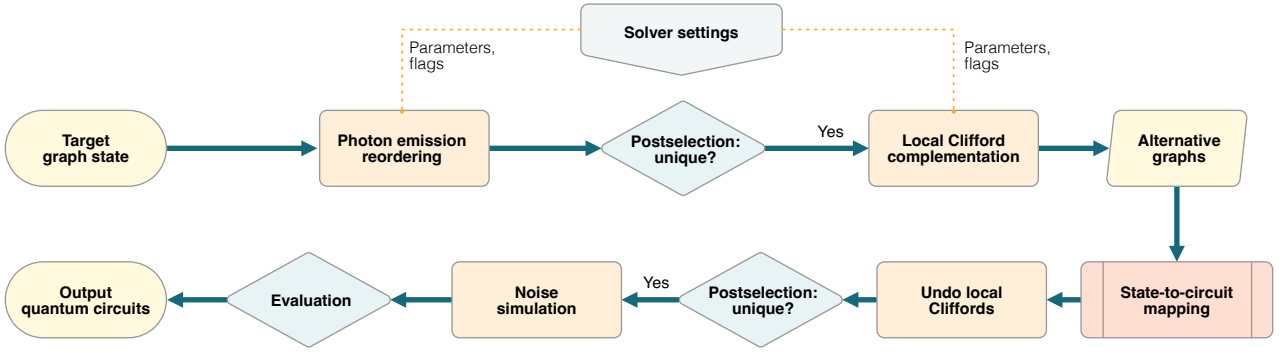 Solver settings
Parameters,
flags
Parameters,
flags
Target
graph state
Photon emission
reordering
Postselection:
unique?
Yes
Local Clifford
complementation
Alternative
graphs
Output
quantum circuits
Evaluation
Noise
simulation
Yes
Postselection:
unique?
Undo local
Cliffords
State-to-circuit
mapping